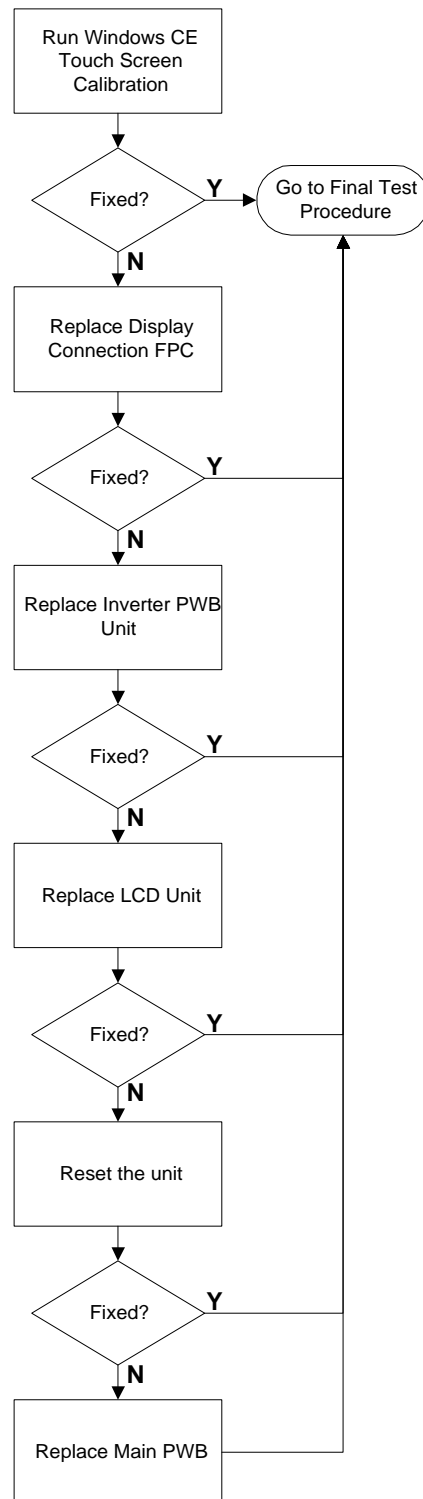 Run Windows CE
Touch Screen
Calibration
Fixed?
Y
Go to Final Test
Procedure
N
Replace Display
Connection FPC
Fixed?
Y
N
Replace Inverter PWB
Unit
Fixed?
Y
N
Replace LCD Unit
Fixed?
Y
N
Reset the unit
Fixed?
Y
N
Replace Main PWB